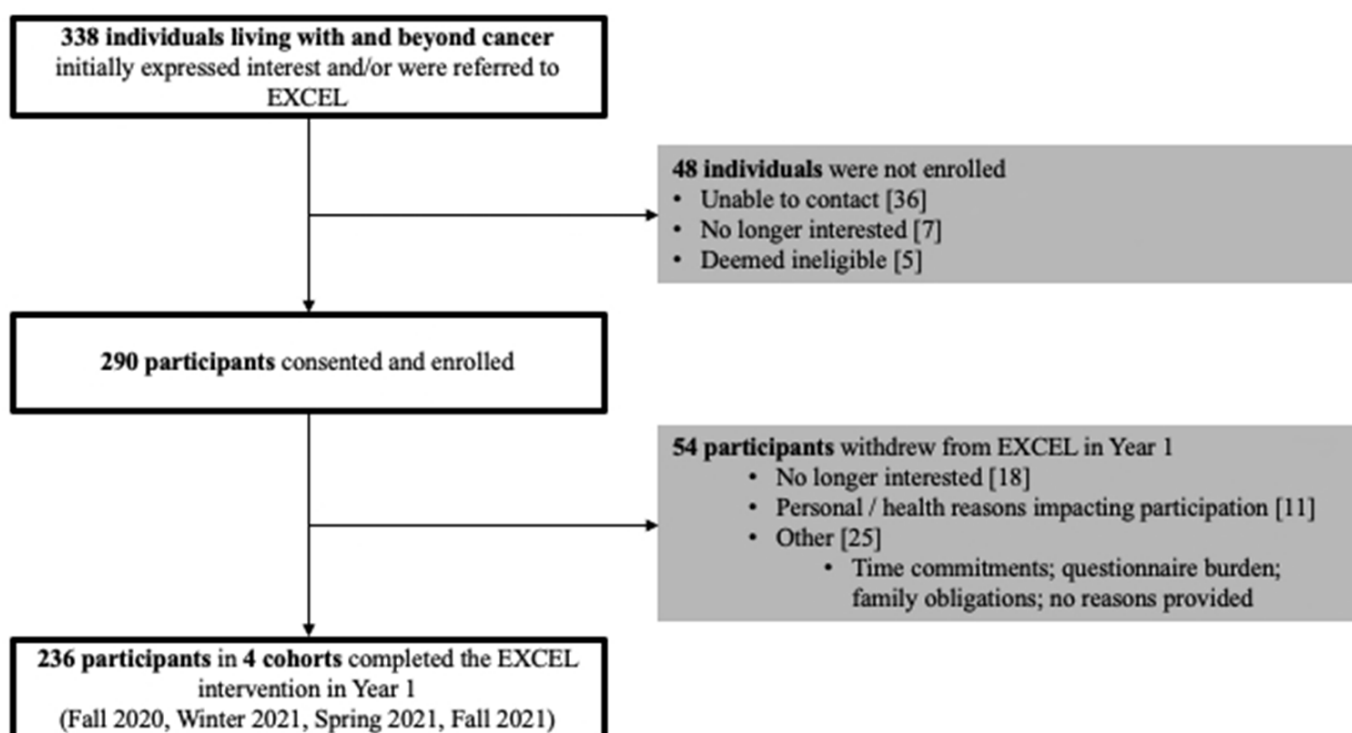 338 individuals living with and beyond cancer
initially expressed interest and/or were referred to
EXCEL
48 individuals were not enrolled
• Unable to contact [36]
• No longer interested [7]
• Deemed ineligible [5]
290 participants consented and enrolled
54 participants withdrew from EXCEL in Year 1
• No longer interested [18]
• Personal / health reasons impacting participation [11]
• Other [25]
• Time commitments; questionnaire burden;
family obligations; no reasons provided
236 participants in 4 cohorts completed the EXCEL
intervention in Year 1
(Fall 2020, Winter 2021, Spring 2021, Fall 2021)